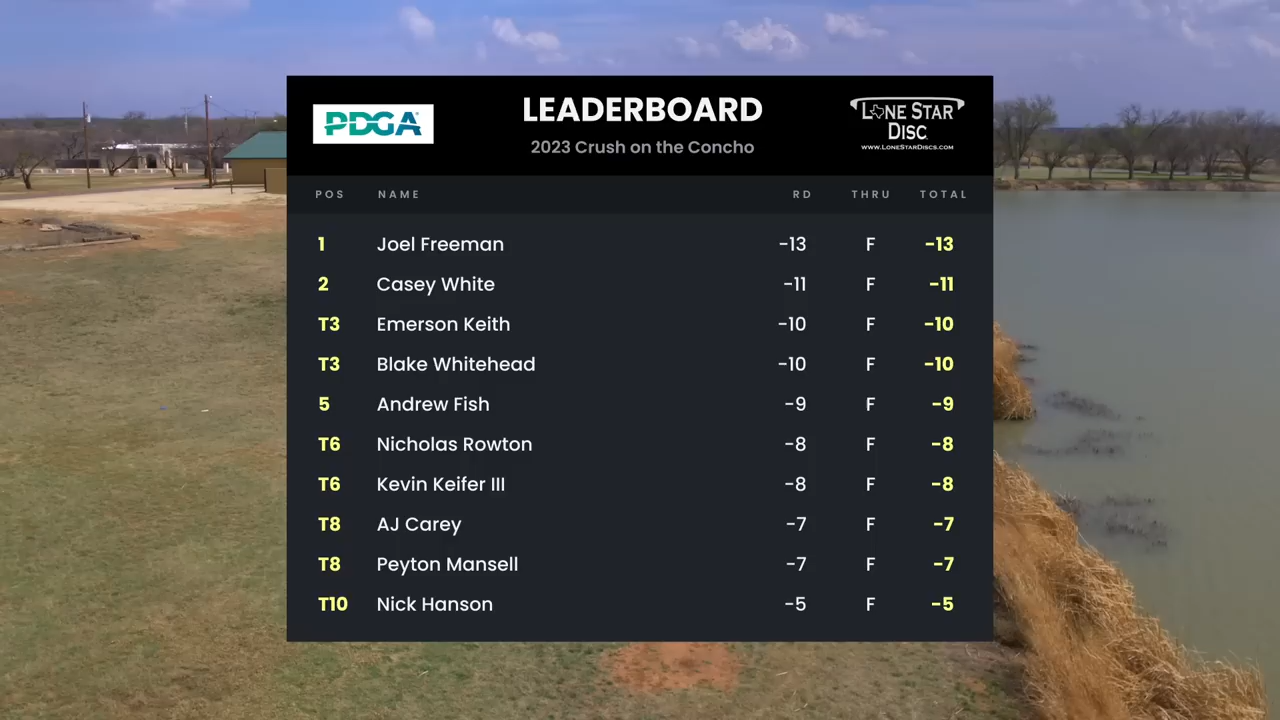 PDGA
LEADERBOARD
2023 Crush on the Concho
LONE STAR
DISC
WWW.LONESTARDISCS.COM
POS NAME RD THRU TOTAL
1 Joel Freeman -13 F -13
2 Casey White -11 F -11
T3 Emerson Keith -10 F -10
T3 Blake Whitehead -10 F -10
5 Andrew Fish -9 F -9
T6 Nicholas Rowton -8 F -8
T6 Kevin Keifer III -8 F -8
T8 AJ Carey -7 F -7
T8 Peyton Mansell -7 F -7
T10 Nick Hanson -5 F -5